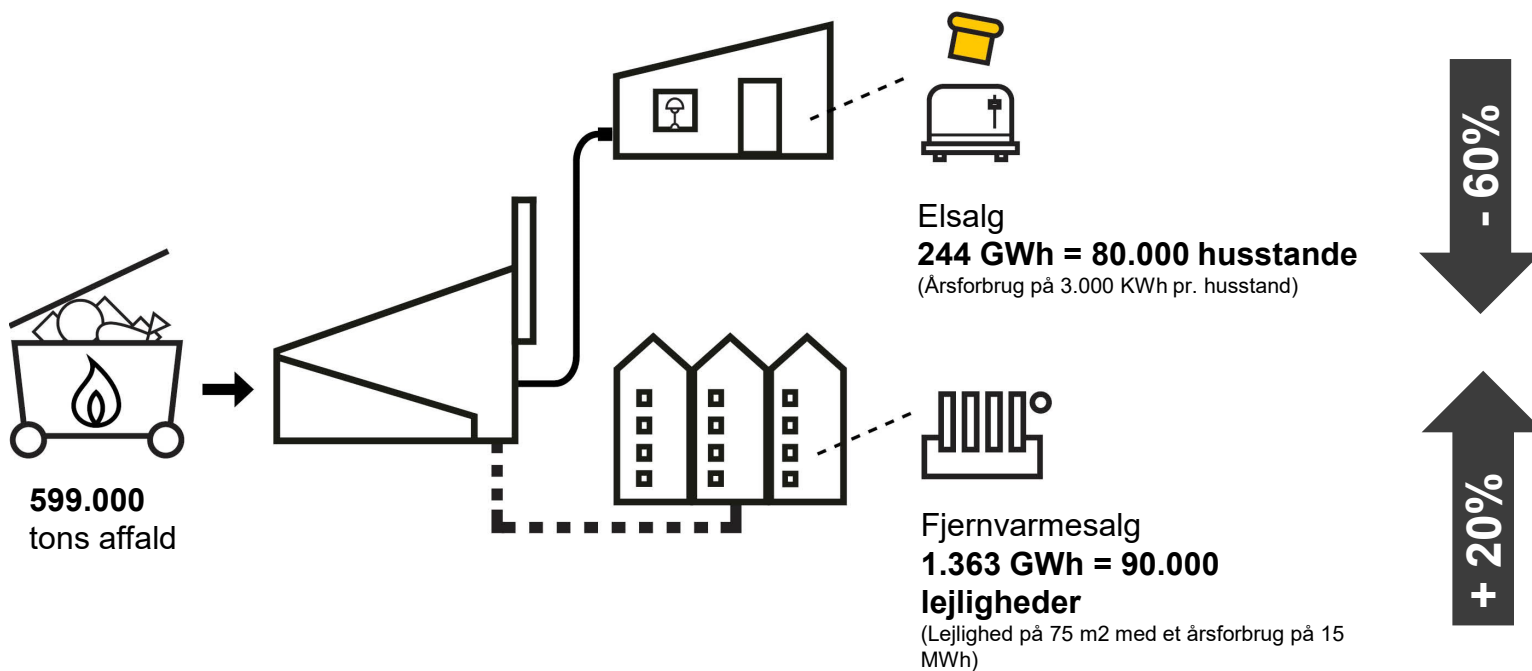 Elsalg
244 GWh = 80.000 husstande
(Årsforbrug på 3.000 KWh pr. husstand)
- 60%
599.000
tons affald
Fjernvarmesalg
1.363 GWh = 90.000
lejligheder
(Lejlighed på 75 m2 med et årsforbrug på 15
MWh)
+ 20%